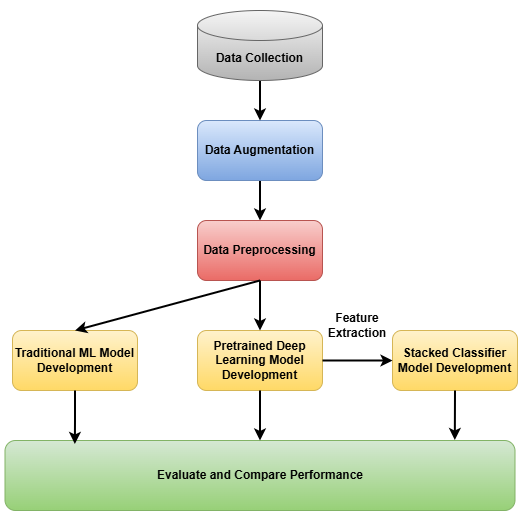 Data Collection
Data Augmentation
Data Preprocessing
Feature
Extraction
Traditional ML Model
Development
Pretrained Deep
Learning Model
Development
Stacked Classifier
Model Development
Evaluate and Compare Performance